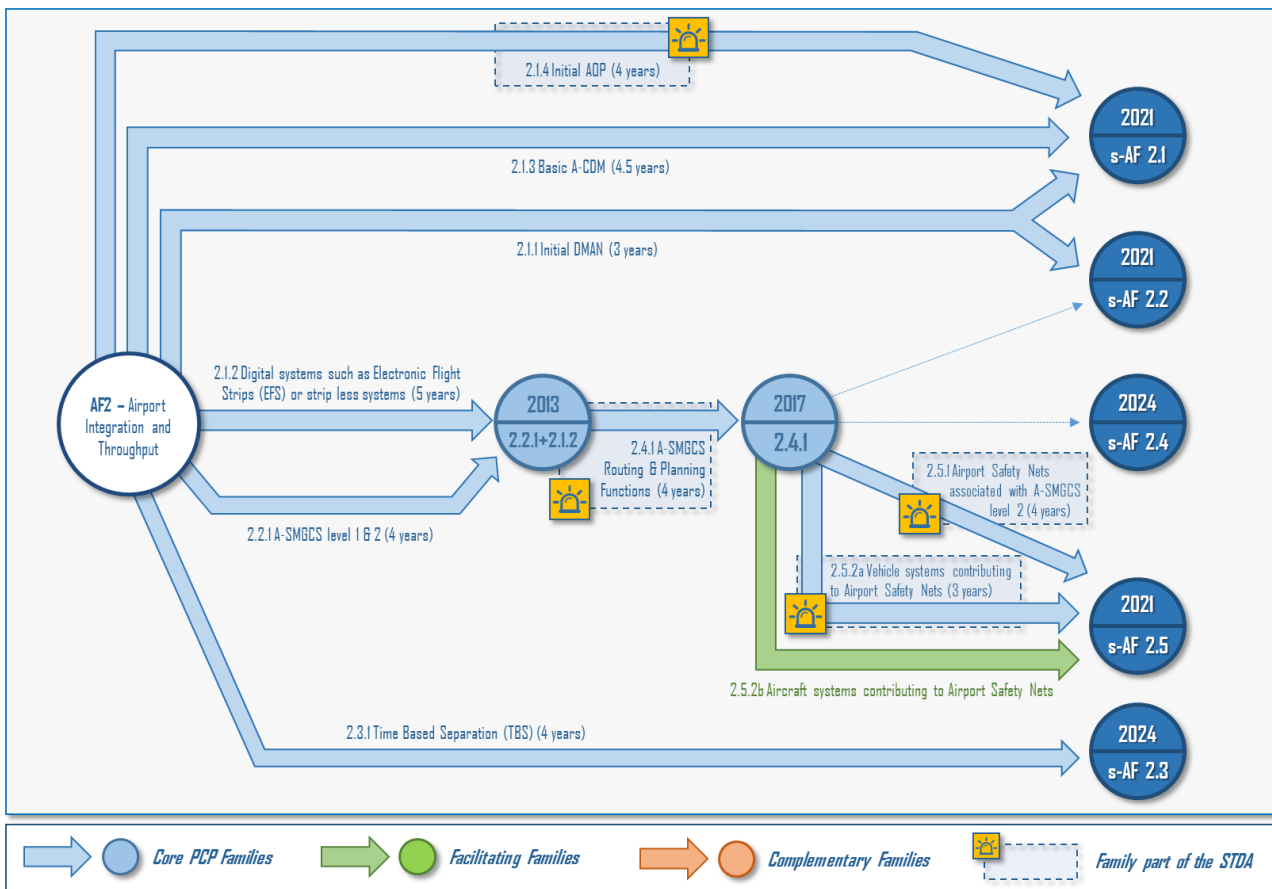 2.1.4 Initial AOP (4 years)
2021
s-AF 2.1
2.1.3 Basic A-CDM (4.5 years)
2.1.1 Initial DMAN (3 years)
2021
s-AF 2.2
2.1.2 Digital systems such as Electronic Flight
Strips (EFS) or strip less systems (5 years)
AF2 – Airport
Integration and
Throughput
2013
2.2.1+2.1.2
2017
2.4.1
2024
s-AF 2.4
2.4.1 A-SMGCS
Routing & Planning
Functions (4 years)
2.5.1 Airport Safety Nets
associated with A-SMGCS
level 2 (4 years)
2.2.1 A-SMGCS level 1 & 2 (4 years)
2.5.2a Vehicle systems contributing
to Airport Safety Nets (3 years)
2021
s-AF 2.5
2.5.2b Aircraft systems contributing to Airport Safety Nets
2.3.1 Time Based Separation (TBS) (4 years)
2024
s-AF 2.3
Core PCP Families
Facilitating Families
Complementary Families
Family part of the STDA